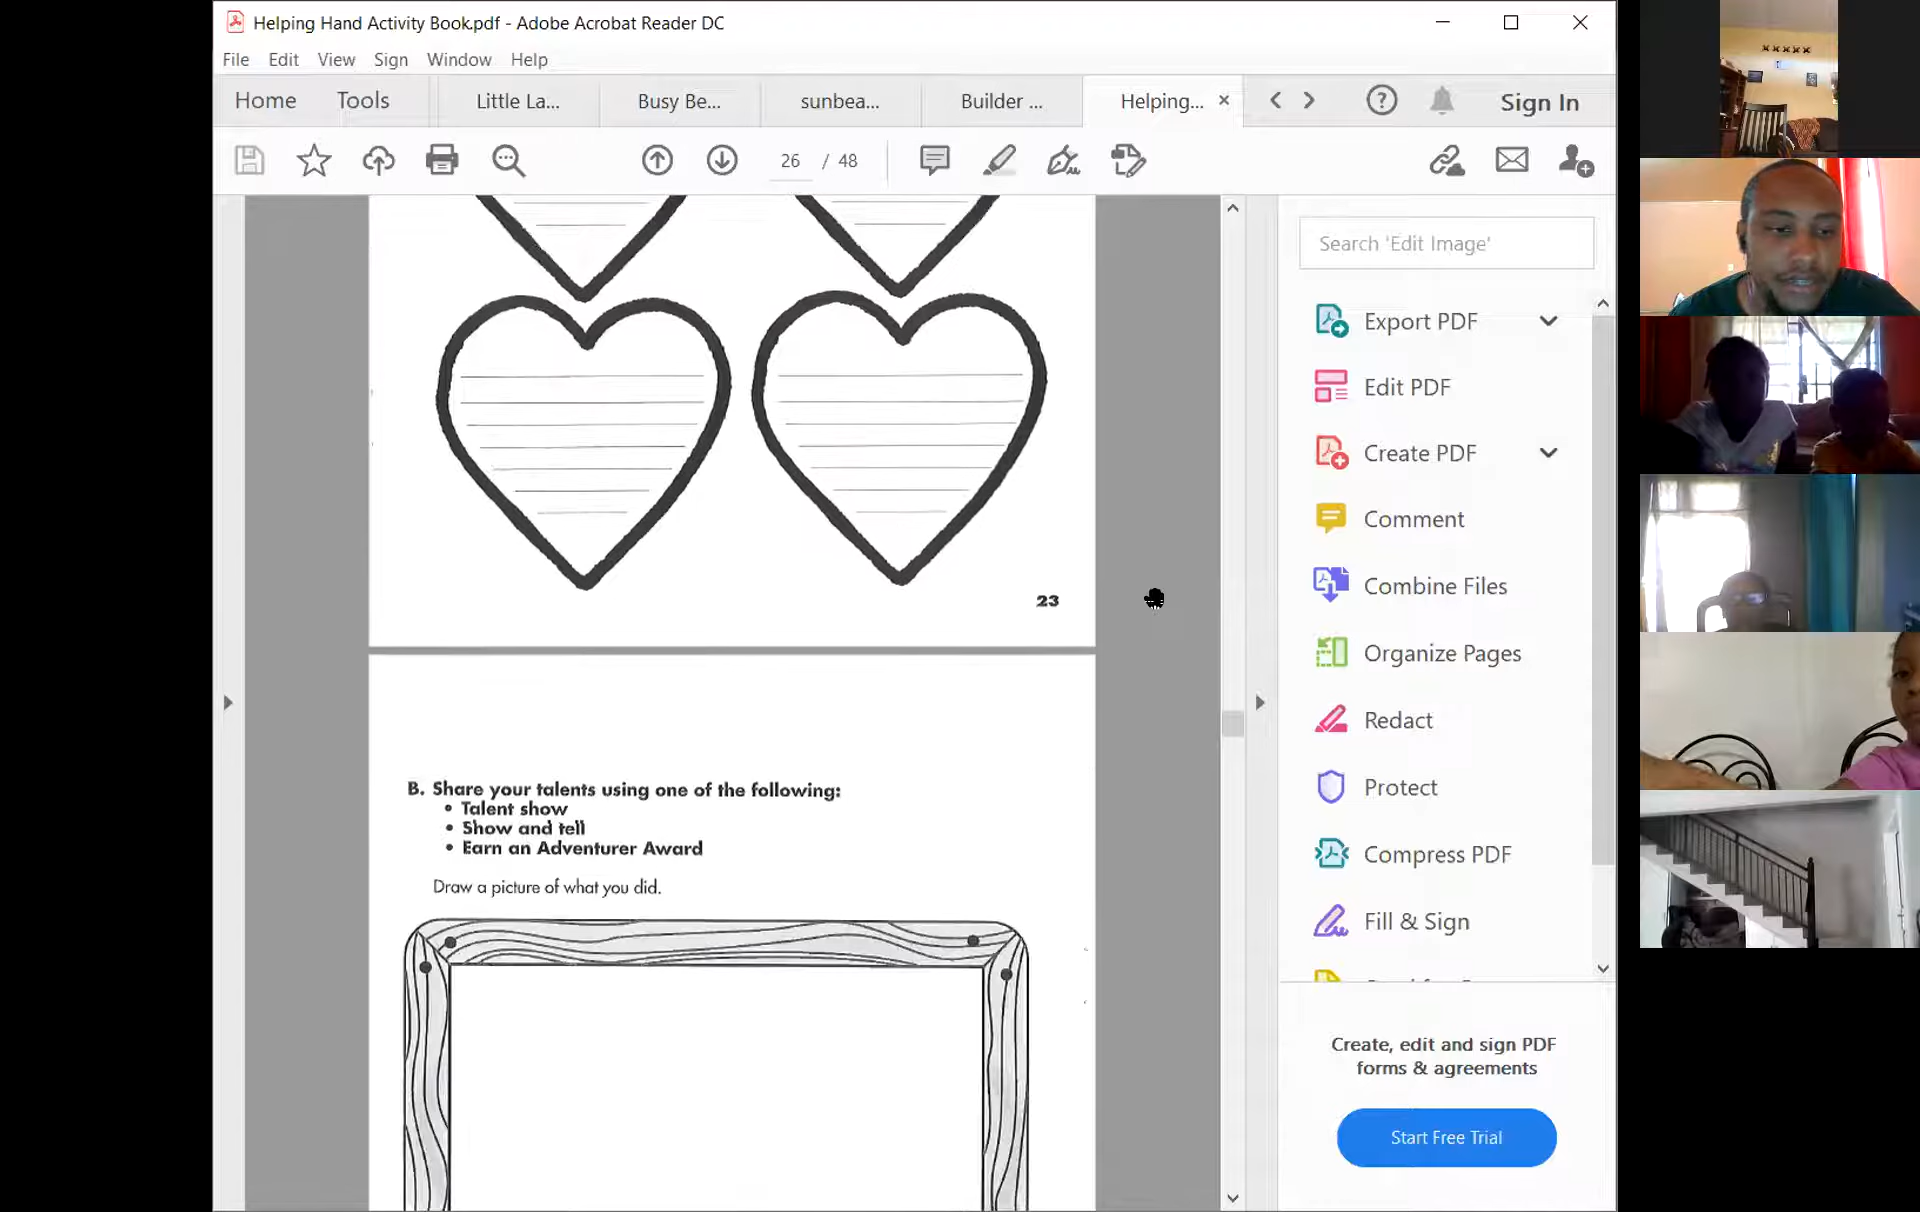 Helping Hand Activity Book.pdf - Adobe Acrobat Reader DC
File Edit View Sign Window Help
Home Tools Little La... Busy Be... sunbea... Builder ... Helping... Sign In
26 / 48
Search 'Edit Image'
Export PDF
Edit PDF
Create PDF
Comment
Combine Files
Organize Pages
Redact
Protect
Compress PDF
Fill & Sign
Create, edit and sign PDF
forms & agreements
Start Free Trial
23
B. Share your talents using one of the following:
• Talent show
• Show and tell
• Earn an Adventurer Award
Draw a picture of what you did.